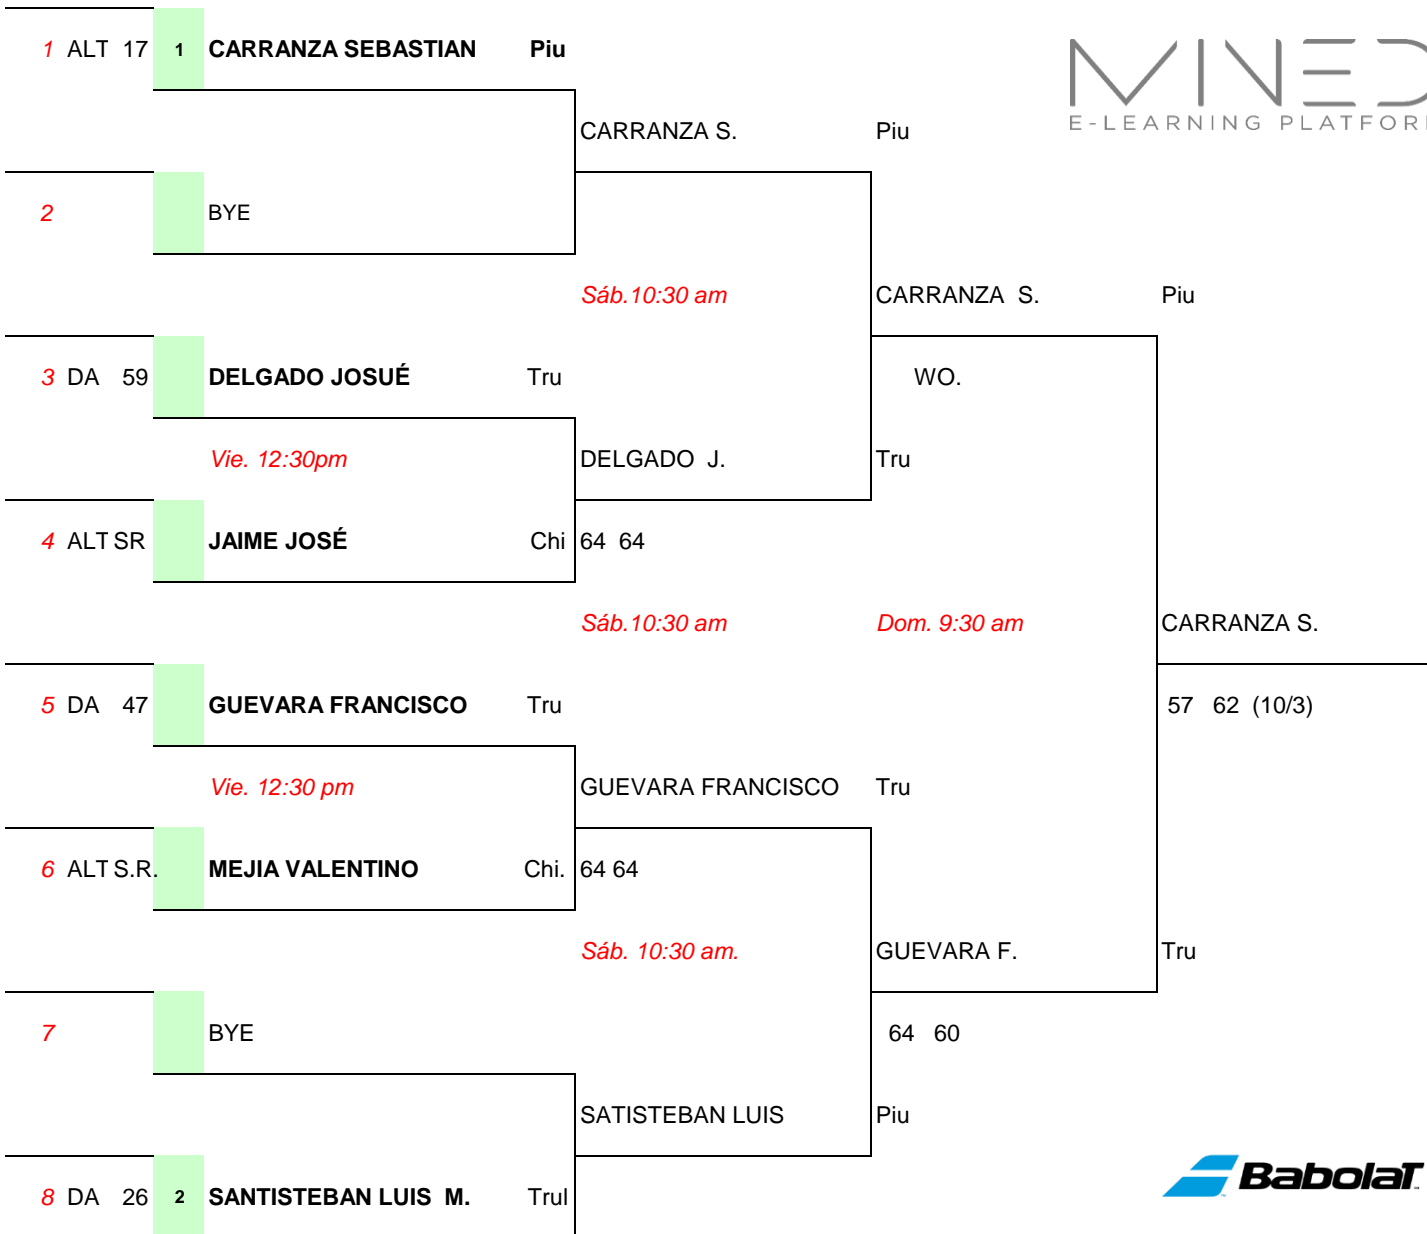 1 ALT 17 1 CARRANZA SEBASTIAN Piu
MINED
E-LEARNING PLATFOR
CARRANZA S. Piu
2 BYE
Sáb.10:30 am CARRANZA S. Piu
3 DA 59 DELGADO JOSUÉ Tru WO.
Vie. 12:30pm DELGADO J. Tru
4 ALT SR JAIME JOSÉ Chi 64 64
Sáb.10:30 am Dom. 9:30 am CARRANZA S.
5 DA 47 GUEVARA FRANCISCO Tru 57 62 (10/3)
Vie. 12:30 pm GUEVARA FRANCISCO Tru
6 ALT S.R. MEJIA VALENTINO Chi. 64 64
Sáb. 10:30 am. GUEVARA F. Tru
7 BYE 64 60
SATISTEBAN LUIS Piu
8 DA 26 2 SANTISTEBAN LUIS M. Trul
Babolat